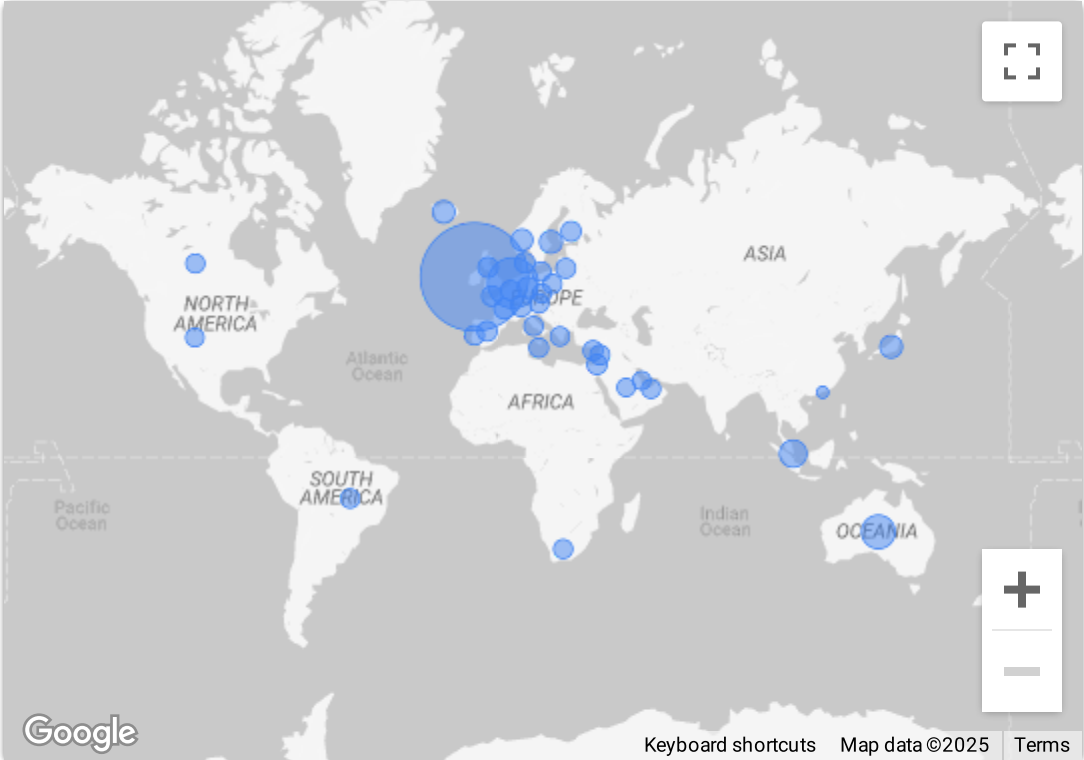 ASIA
NORTH
AMERICA
EUROPE
Atlantic
Ocean
AFRICA
SOUTH
AMERICA
Pacific
Ocean
Indian
Ocean
OCEANIA
Google
Keyboard shortcuts
Map data ©2025
Terms